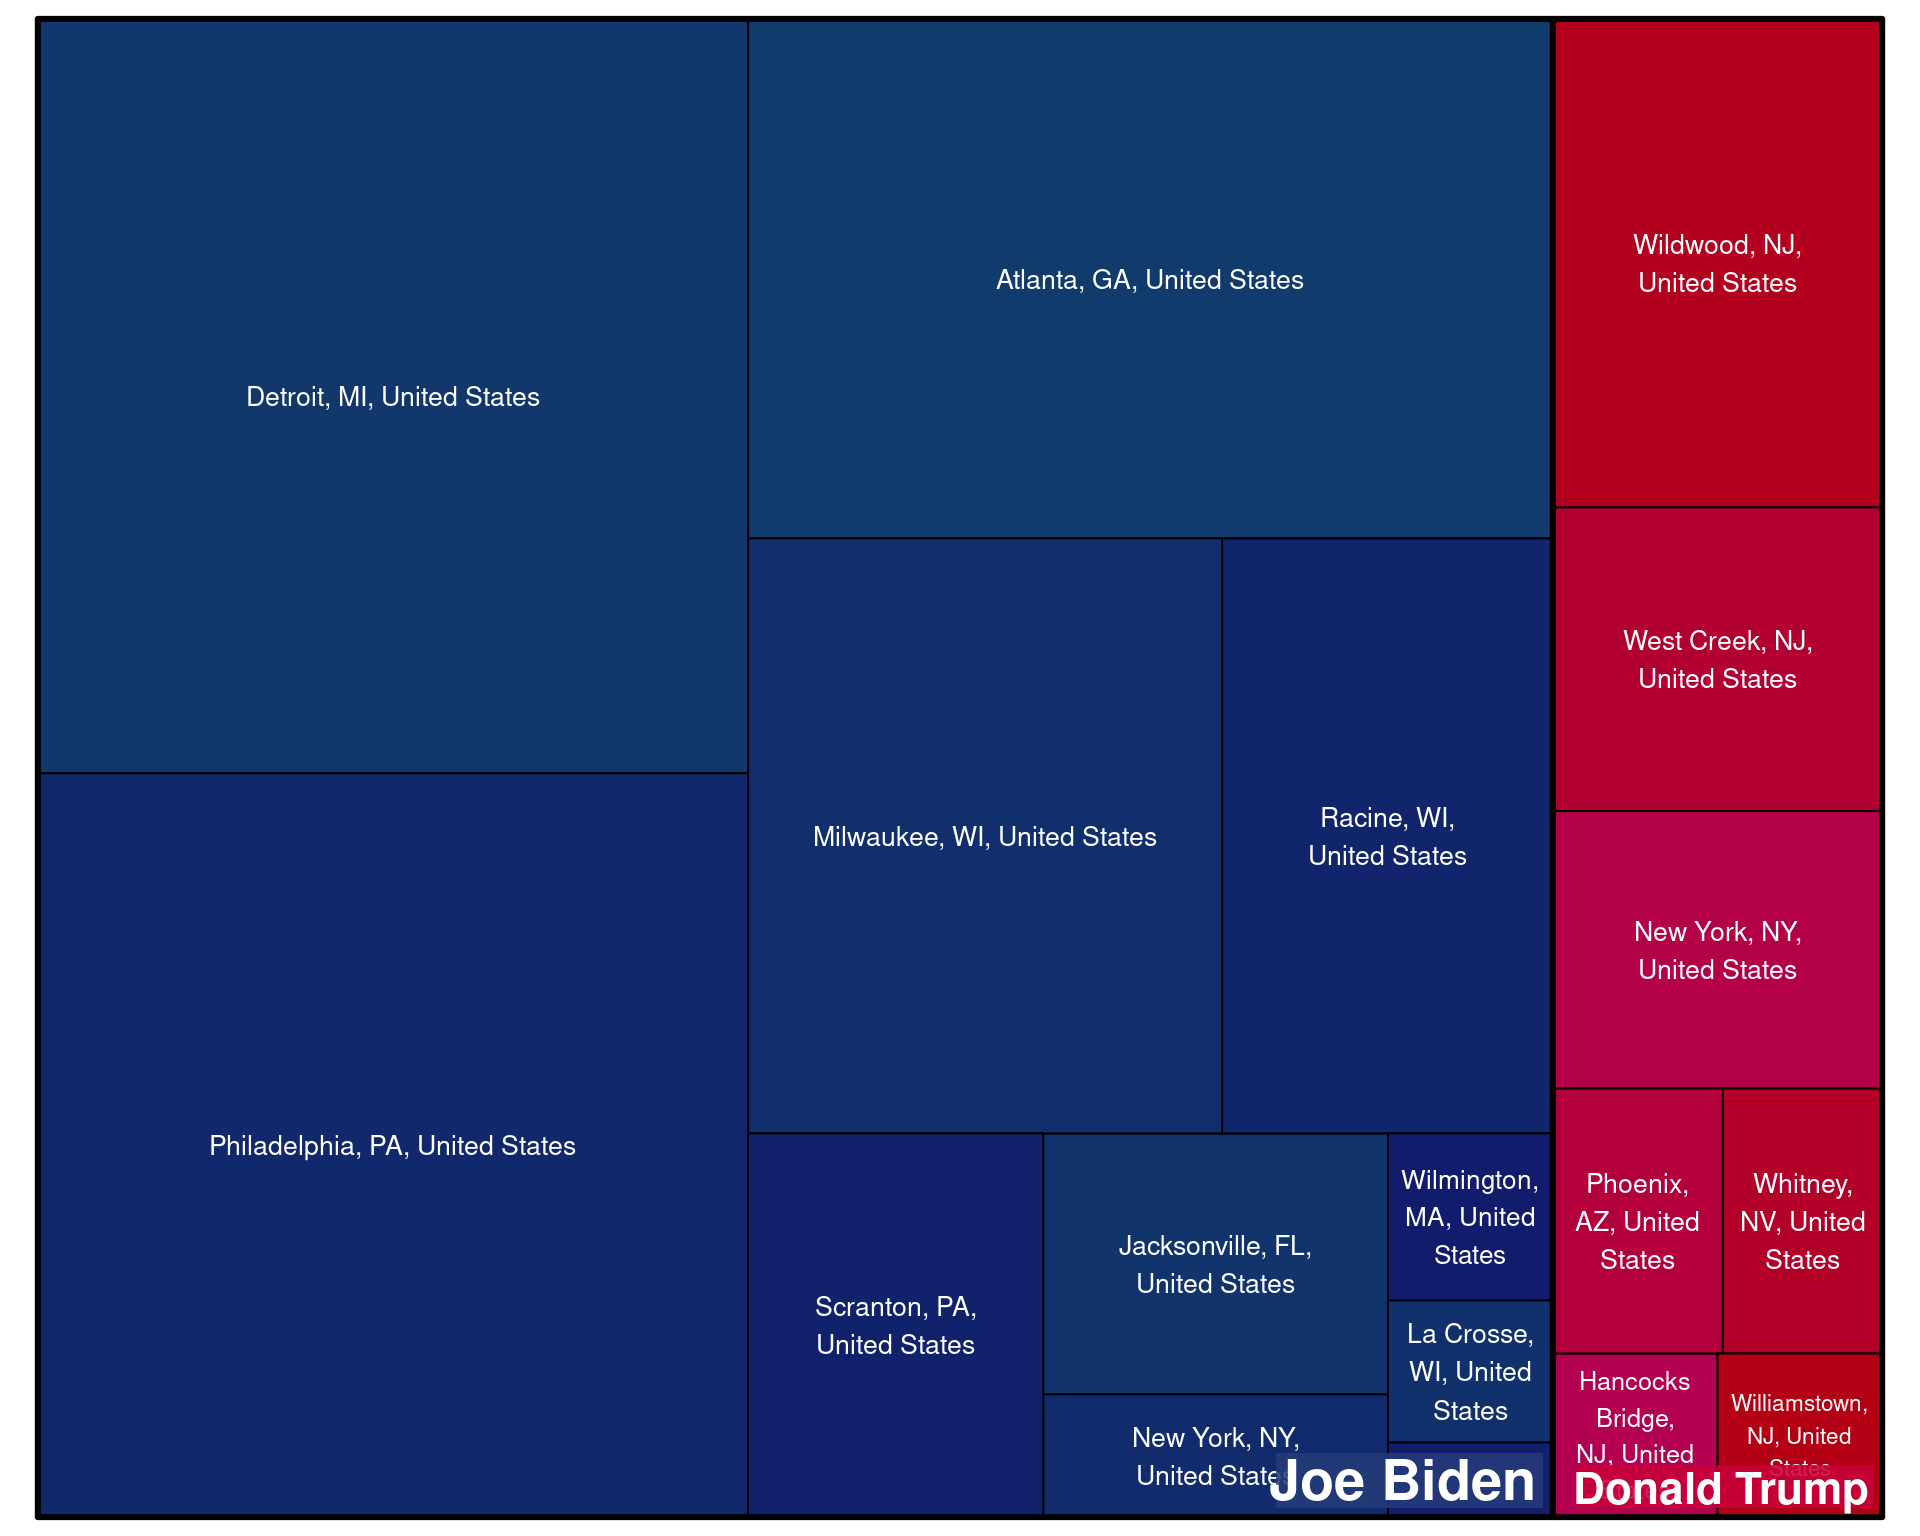 Detroit, MI, United States
Philadelphia, PA, United States
Atlanta, GA, United States
Milwaukee, WI, United States
Racine, WI,
United States
Scranton, PA,
United States
Jacksonville, FL,
United States
New York, NY,
United States
Wilmington,
MA, United
States
La Crosse,
WI, United
States
Joe Biden
Wildwood, NJ,
United States
West Creek, NJ,
United States
New York, NY,
United States
Phoenix,
AZ, United
States
Whitney,
NV, United
States
Hancocks
Bridge,
NJ, United
Williamstown,
NJ, United
States
Donald Trump